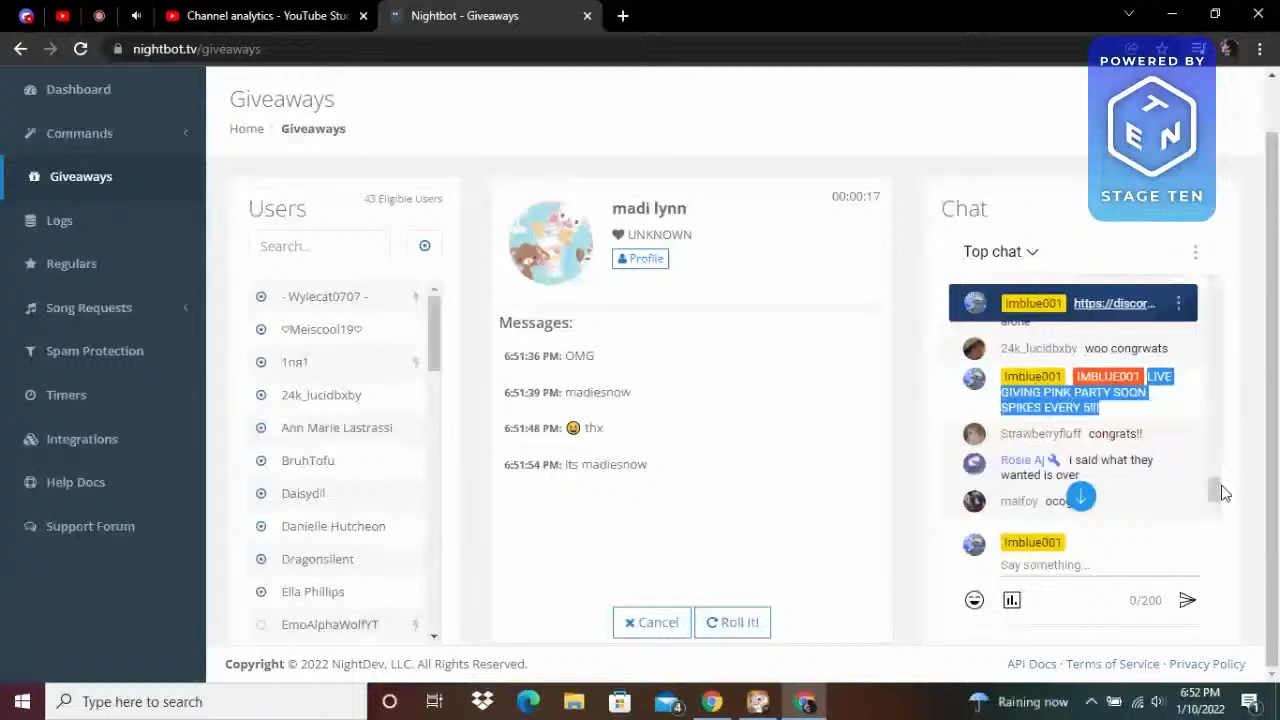 Channel analytics - YouTube Stu
Nightbot - Giveaways
nightbot.tv/giveaways
POWERED BY
TEN
STAGE TEN
Dashboard
Commands
Giveaways
Logs
Regulars
Song Requests
Spam Protection
Timers
Integrations
Help Docs
Support Forum
Giveaways
Home
Giveaways
Users
43 Eligible Users
Search...
- Wylecat0707 -
♡Meiscool19♡
1na1
24k_lucidbxby
Ann Marie Lastrassi
BruhTofu
Daisydil
Danielle Hutcheon
Dragonsilent
Ella Phillips
EmoAlphaWolfYT
madi lynn
00:00:17
UNKNOWN
Profile
Messages:
6:51:36 PM: OMG
6:51:39 PM: madiesnow
6:51:48 PM: thx
6:51:54 PM: Its madiesnow
Cancel
Roll It!
Chat
Top chat
Imblue001 https://discor...
alone
24k_lucidbxby woo congrwats
Imblue001 IMBLUE001 LIVE
GIVING PINK PARTY SOON
SPIKES EVERY 5!!!
Strawberryfluff congrats!!
Rosie AJ i said what they
wanted is over
Imblue001
Say something...
0/200
Copyright © 2022 NightDev, LLC. All Rights Reserved.
API Docs · Terms of Service · Privacy Policy
Type here to search
4
Raining now
6:52 PM
1/10/2022
1